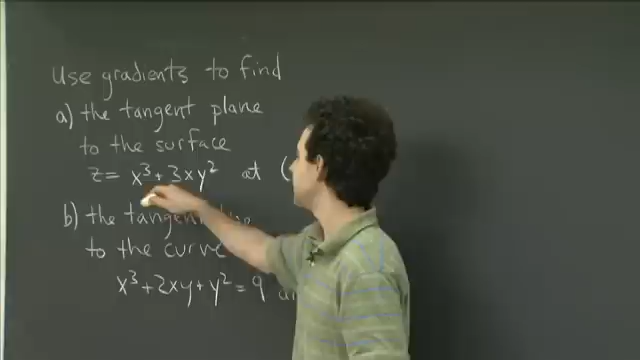 Use gradients to find
a) the tangent plane
to the surface
z = x³ + 3xy² at (
b) the tangent
to the curve
x³ + 2xy + y² = 9